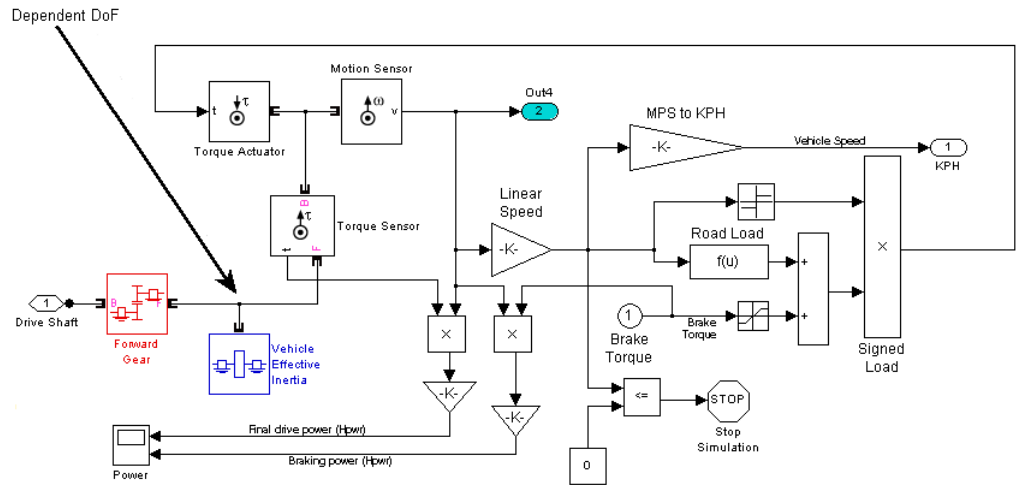 Dependent DoF
Motion Sensor
t
τ
ω
v
Torque Actuator
Out4
2
MPS to KPH
-K-
Vehicle Speed
1
KPH
B
τ
t
F
Torque Sensor
Linear
Speed
-K-
Road Load
f(u)
+
+
×
Signed
Load
1
Drive Shaft
B
F
Forward
Gear
Vehicle
Effective
Inertia
×
×
1
Brake
Torque
Brake
Torque
-K-
-K-
<=
STOP
Stop
Simulation
0
Final drive power (Hpwr)
Braking power (Hpwr)
Power